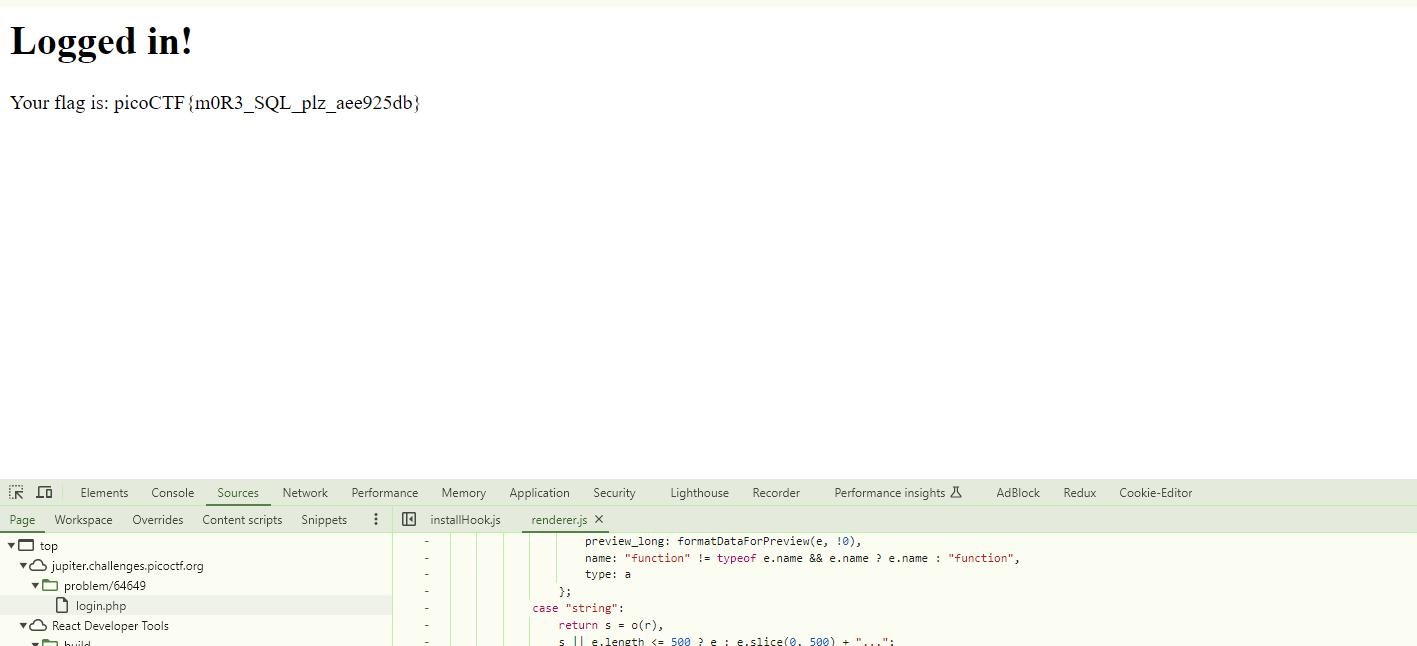 Logged in!
Your flag is: picoCTF{m0R3_SQL_plz_aee925db}
Elements Console Sources Network Performance Memory Application Security Lighthouse Recorder Performance insights AdBlock Redux Cookie-Editor
Page Workspace Overrides Content scripts Snippets installHook.js renderer.js
top
jupiter.challenges.picoctf.org
problem/64649
login.php
React Developer Tools
build
- preview_long: formatDataForPreview(e, !0),
- name: "function" != typeof e.name && e.name ? e.name : "function",
- type: a
- };
- case "string":
- return s = o(r),
- s || e.length <= 500 ? e : e.slice(0, 500) + "...";